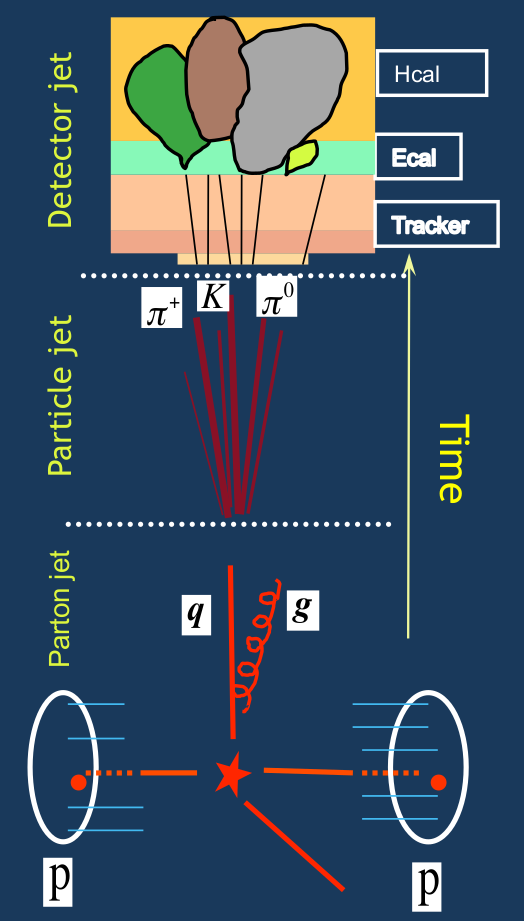 Detector jet
Hcal
Ecal
Tracker
π⁺
K
π⁰
Particle jet
Time
Parton jet
q
g
p
p